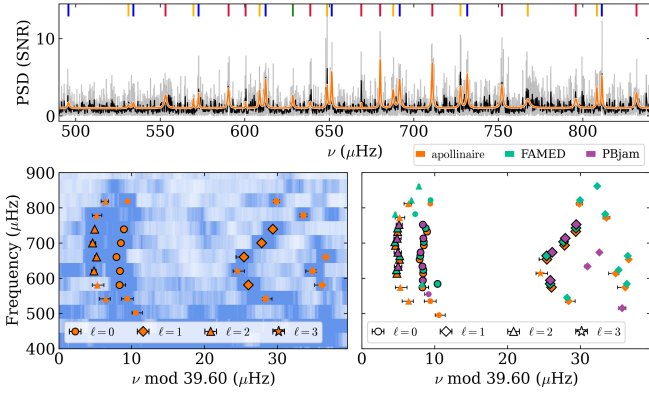 PSD (SNR)
10
5
0
500
550
600
650
700
750
800
ν (μHz)
apollinaire
FAMED
PBjam
Frequency (μHz)
900
800
700
600
500
400
ℓ = 0
ℓ = 1
ℓ = 2
ℓ = 3
0
10
20
30
ν mod 39.60 (μHz)
ℓ = 0
ℓ = 1
ℓ = 2
ℓ = 3
0
10
20
30
ν mod 39.60 (μHz)